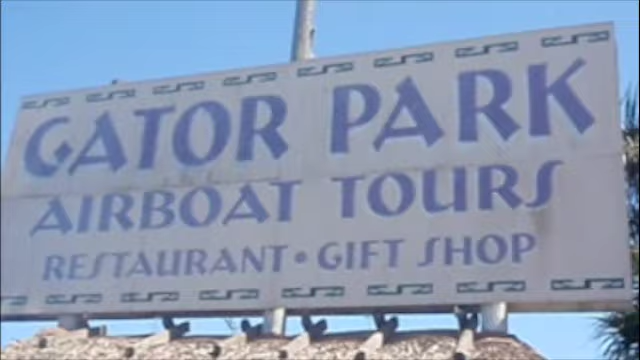 GATOR PARK
AIRBOAT TOURS
RESTAURANT • GIFT SHOP